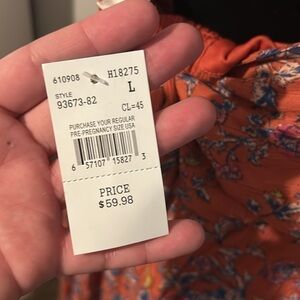 610908 H18275
STYLE L
93673-82
CL=45
PURCHASE YOUR REGULAR
PRE-PREGNANCY SIZE USA
6 57107 15827 3
PRICE
$59.98